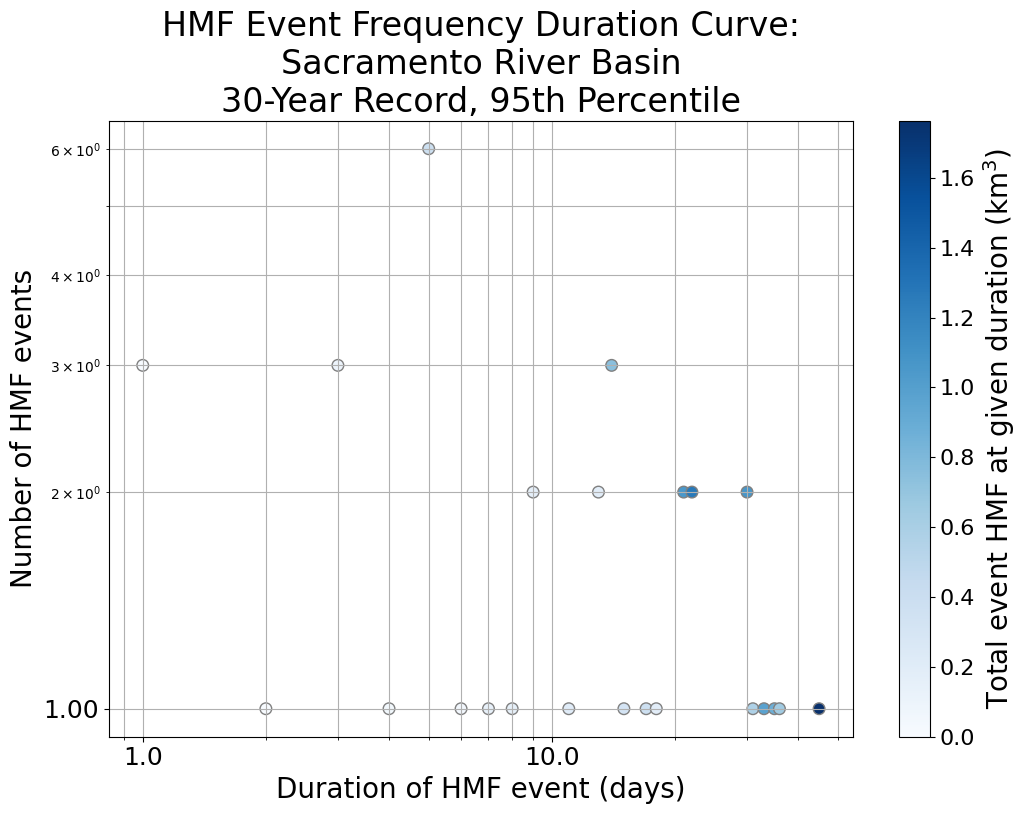 HMF Event Frequency Duration Curve:
Sacramento River Basin
30-Year Record, 95th Percentile
6 × 10⁰
4 × 10⁰
3 × 10⁰
2 × 10⁰
1.00
Number of HMF events
1.0
10.0
Duration of HMF event (days)
1.6
1.4
1.2
1.0
0.8
0.6
0.4
0.2
0.0
Total event HMF at given duration (km³)